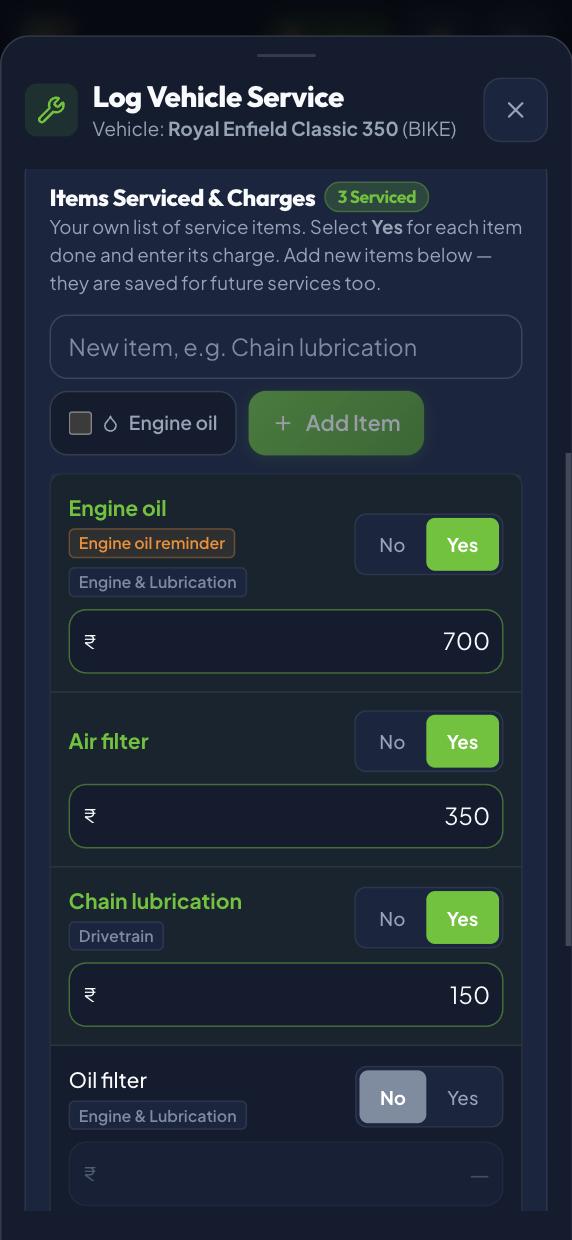 Log Vehicle Service
Vehicle: Royal Enfield Classic 350 (BIKE)
Items Serviced & Charges 3 Serviced
Your own list of service items. Select Yes for each item
done and enter its charge. Add new items below —
they are saved for future services too.
New item, e.g. Chain lubrication
Engine oil + Add Item
Engine oil
Engine oil reminder
No Yes
Engine & Lubrication
₹ 700
Air filter No Yes
₹ 350
Chain lubrication
No Yes
Drivetrain
₹ 150
Oil filter
No Yes
Engine & Lubrication
₹ —